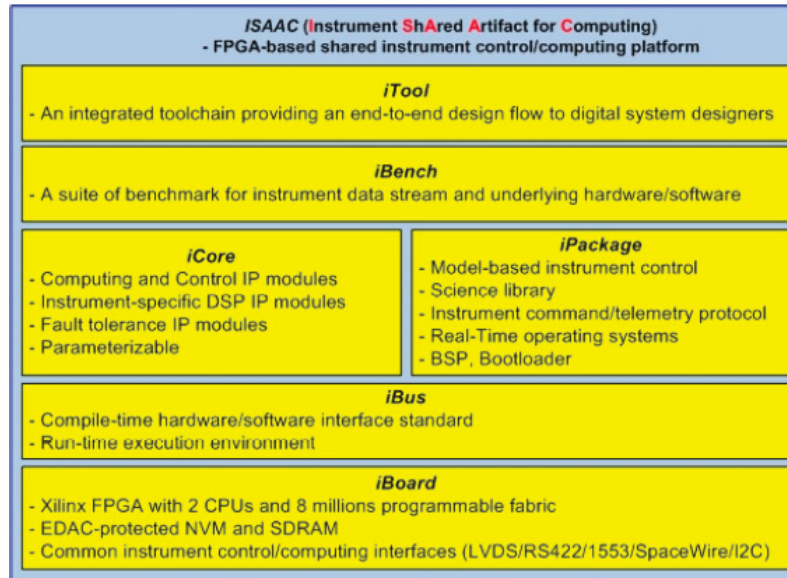 ISAAC (Instrument ShAred Artifact for Computing)
- FPGA-based shared instrument control/computing platform
iTool
- An integrated toolchain providing an end-to-end design flow to digital system designers
iBench
- A suite of benchmark for instrument data stream and underlying hardware/software
iCore
- Computing and Control IP modules
- Instrument-specific DSP IP modules
- Fault tolerance IP modules
- Parameterizable
iPackage
- Model-based instrument control
- Science library
- Instrument command/telemetry protocol
- Real-Time operating systems
- BSP, Bootloader
iBus
- Compile-time hardware/software interface standard
- Run-time execution environment
iBoard
- Xilinx FPGA with 2 CPUs and 8 millions programmable fabric
- EDAC-protected NVM and SDRAM
- Common instrument control/computing interfaces (LVDS/RS422/1553/SpaceWire/I2C)